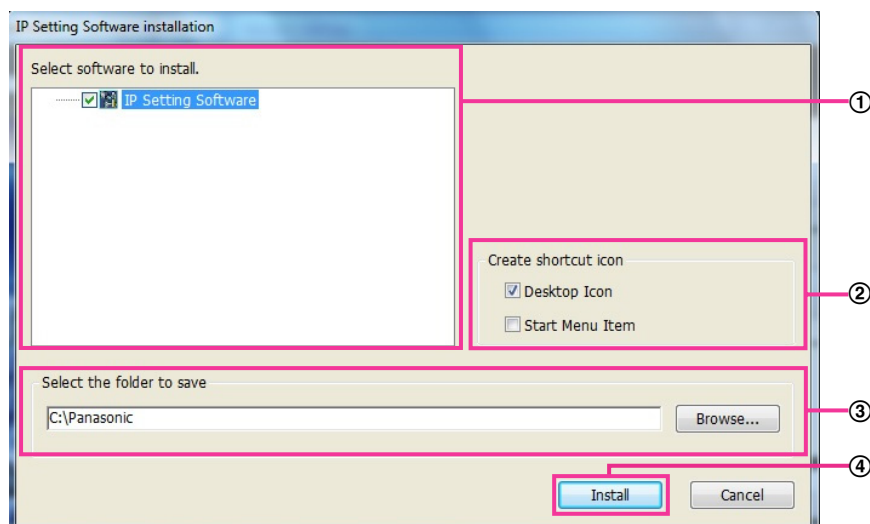 IP Setting Software installation
Select software to install.
IP Setting Software
①
Create shortcut icon
Desktop Icon
Start Menu Item
②
Select the folder to save
C:\Panasonic
Browse...
③
④
Install
Cancel